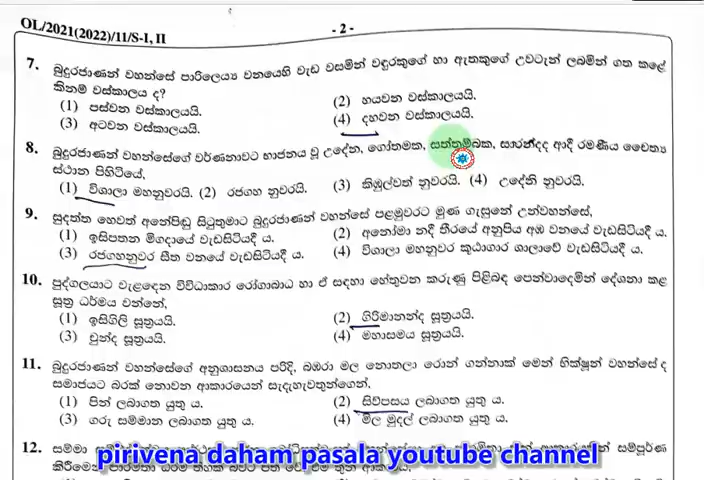 OL/2021(2022)/11/S-I, II
- 2 -
7. බුදුරජාණන් වහන්සේ පාරිලෙය්‍ය වනයෙහි වැඩ වසමින් වඳුරකුගේ හා ඇතකුගේ උවටැන් ලබමින් ගත කළේ
කිනම් වස්කාලය ද?
(1) පස්වන වස්කාලයයි. (2) හයවන වස්කාලයයි.
(3) අටවන වස්කාලයයි. (4) දහවන වස්කාලයයි.
8. බුදුරජාණන් වහන්සේගේ වර්ණනාවට භාජනය වූ උදේන, ගෝතමක, සත්තම්බක, සාරන්දද ආදී රමණීය චෛත්‍ය
ස්ථාන පිහිටියේ,
(1) විශාලා මහනුවරයි. (2) රජගහ නුවරයි. (3) කිඹුල්වත් නුවරයි. (4) උදේනි නුවරයි.
9. සුදත්ත හෙවත් අනේපිඬු සිටුතුමාට බුදුරජාණන් වහන්සේ පළමුවරට මුණ ගැසුනේ උන්වහන්සේ,
(1) ඉසිපතන මිගදායේ වැඩසිටියදී ය. (2) අනෝමා නදී තීරයේ අනුපිය අඹ වනයේ වැඩසිටියදී ය.
(3) රජගහනුවර සීත වනයේ වැඩසිටියදී ය. (4) විශාලා මහනුවර කූඨාගාර ශාලාවේ වැඩසිටියදී ය.
10. පුද්ගලයාට වැළදෙන විවිධාකාර රෝගාබාධ හා ඒ සඳහා හේතුවන කරුණු පිළිබඳ පෙන්වාදෙමින් දේශනා කළ
සූත්‍ර ධර්මය වන්නේ,
(1) ඉසිගිලි සූත්‍රයයි. (2) ගිරිමානන්ද සූත්‍රයයි.
(3) චුන්ද සූත්‍රයයි. (4) මහාසමය සූත්‍රයයි.
11. බුදුරජාණන් වහන්සේගේ අනුශාසනය පරිදි, බඹරා මල නොතලා රොන් ගන්නාක් මෙන් භික්ෂූන් වහන්සේ ද
සමාජයට බරක් නොවන ආකාරයෙන් සැදැහැවතුන්ගෙන්,
(1) පින් ලබාගත යුතු ය. (2) සිව්පසය ලබාගත යුතු ය.
(3) ගරු සම්මාන ලබාගත යුතු ය. (4) මිල මුදල් ලබාගත යුතු ය.
12. සම්මා සම්පූර්ණ
pirivena daham pasala youtube channel